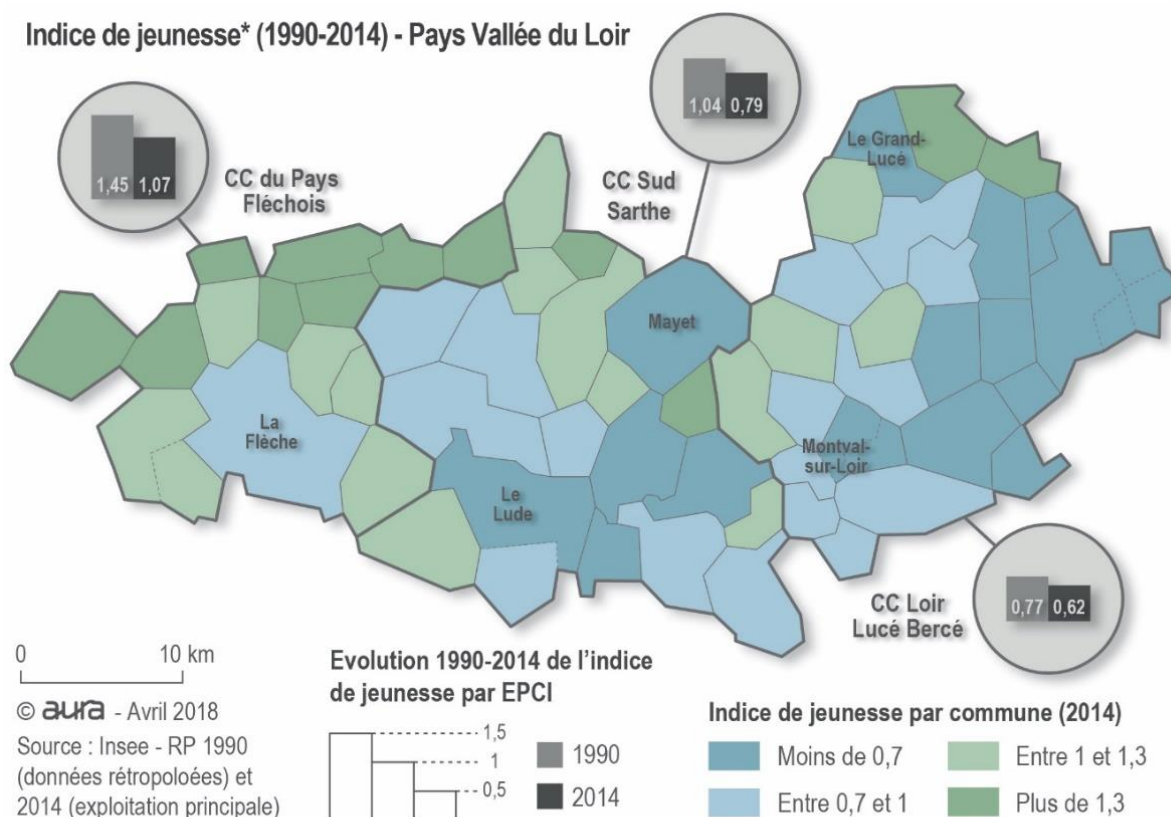 Indice de jeunesse* (1990-2014) - Pays Vallée du Loir
1,45 1,07
CC du Pays
Fléchois
1,04 0,79
CC Sud
Sarthe
Le Grand-
Lucé
Mayet
La
Flèche
Le
Lude
Montval-
sur-Loir
0,77 0,62
CC Loir
Lucé Bercé
0 10 km
© aura - Avril 2018
Source : Insee - RP 1990
(données rétropoloées) et
2014 (exploitation principale)
Evolution 1990-2014 de l'indice
de jeunesse par EPCI
1,5
1
0,5
1990
2014
Indice de jeunesse par commune (2014)
Moins de 0,7
Entre 0,7 et 1
Entre 1 et 1,3
Plus de 1,3